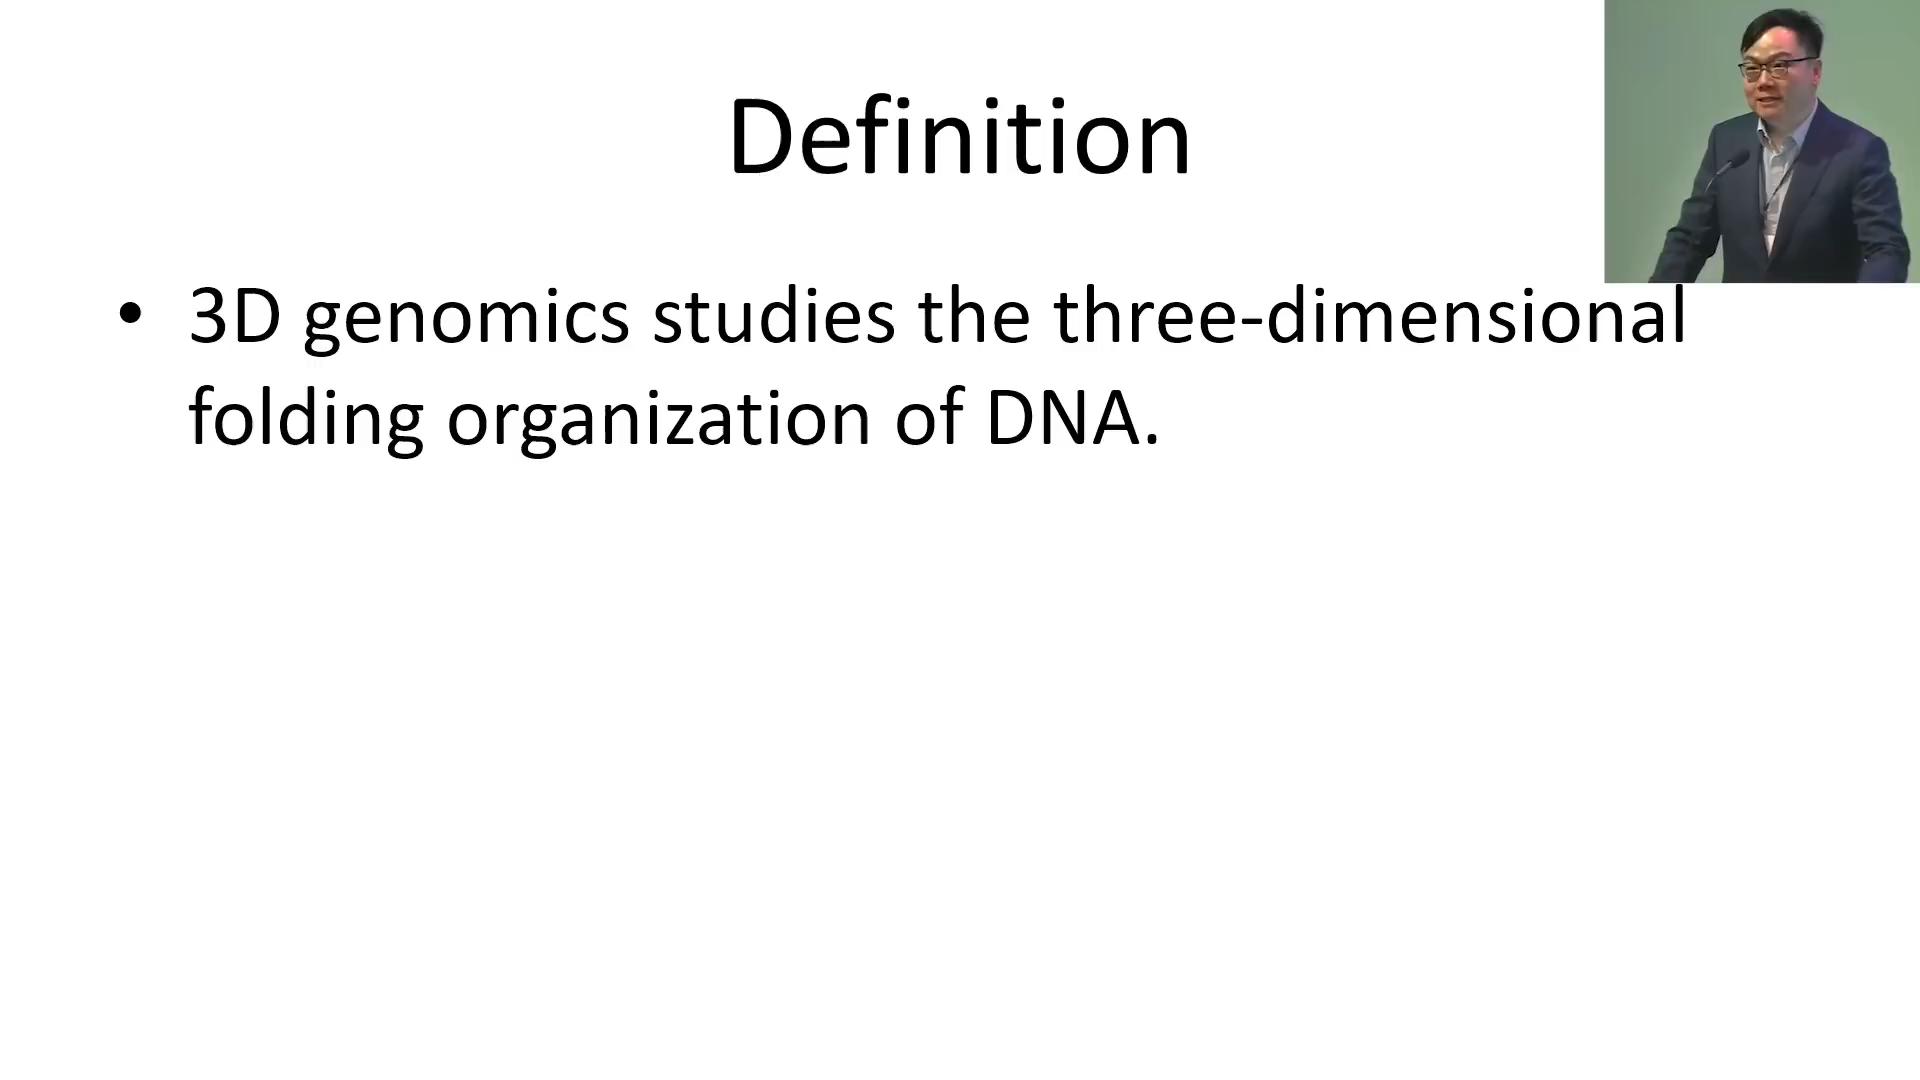 Definition
• 3D genomics studies the three-dimensional
folding organization of DNA.